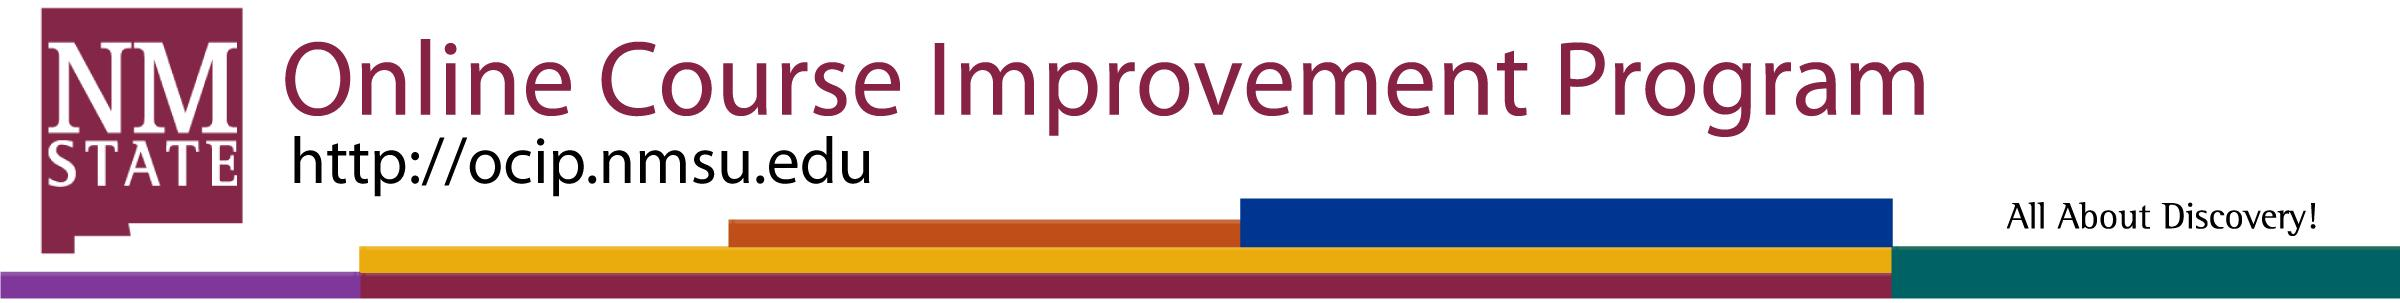 NM
STATE
Online Course Improvement Program
http://ocip.nmsu.edu
All About Discovery!